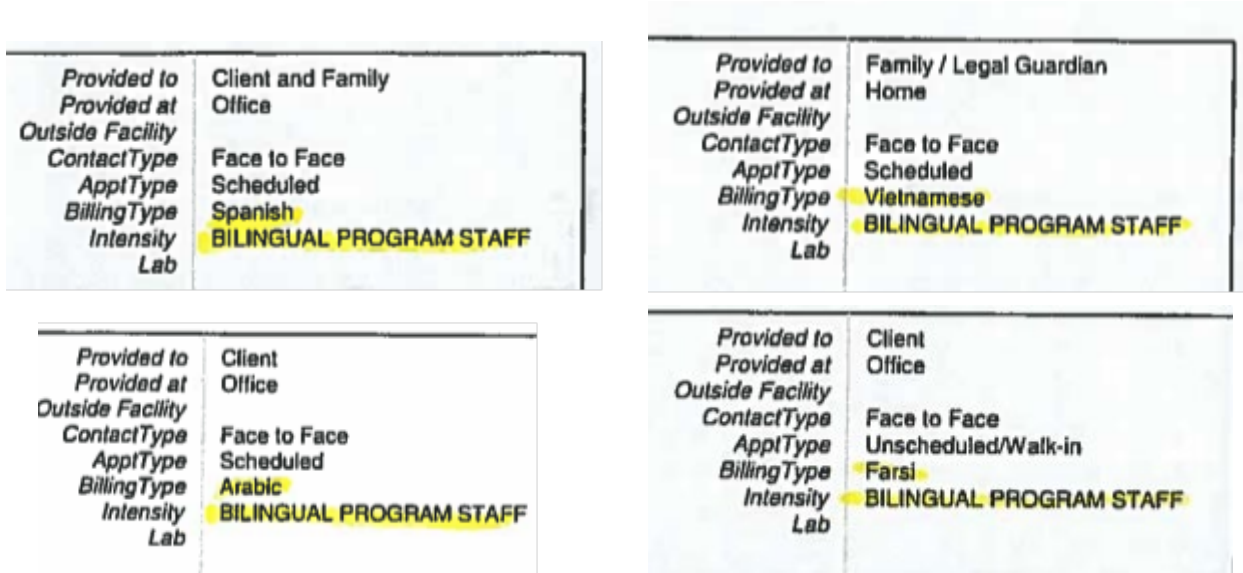 Provided to Client and Family
Provided at Office
Outside Facility
ContactType Face to Face
ApptType Scheduled
BillingType Spanish
Intensity BILINGUAL PROGRAM STAFF
Lab
Provided to Family / Legal Guardian
Provided at Home
Outside Facility
ContactType Face to Face
ApptType Scheduled
BillingType Vietnamese
Intensity BILINGUAL PROGRAM STAFF
Lab
Provided to Client
Provided at Office
Outside Facility
ContactType Face to Face
ApptType Scheduled
BillingType Arabic
Intensity BILINGUAL PROGRAM STAFF
Lab
Provided to Client
Provided at Office
Outside Facility
ContactType Face to Face
ApptType Unscheduled/Walk-in
BillingType Farsi
Intensity BILINGUAL PROGRAM STAFF
Lab